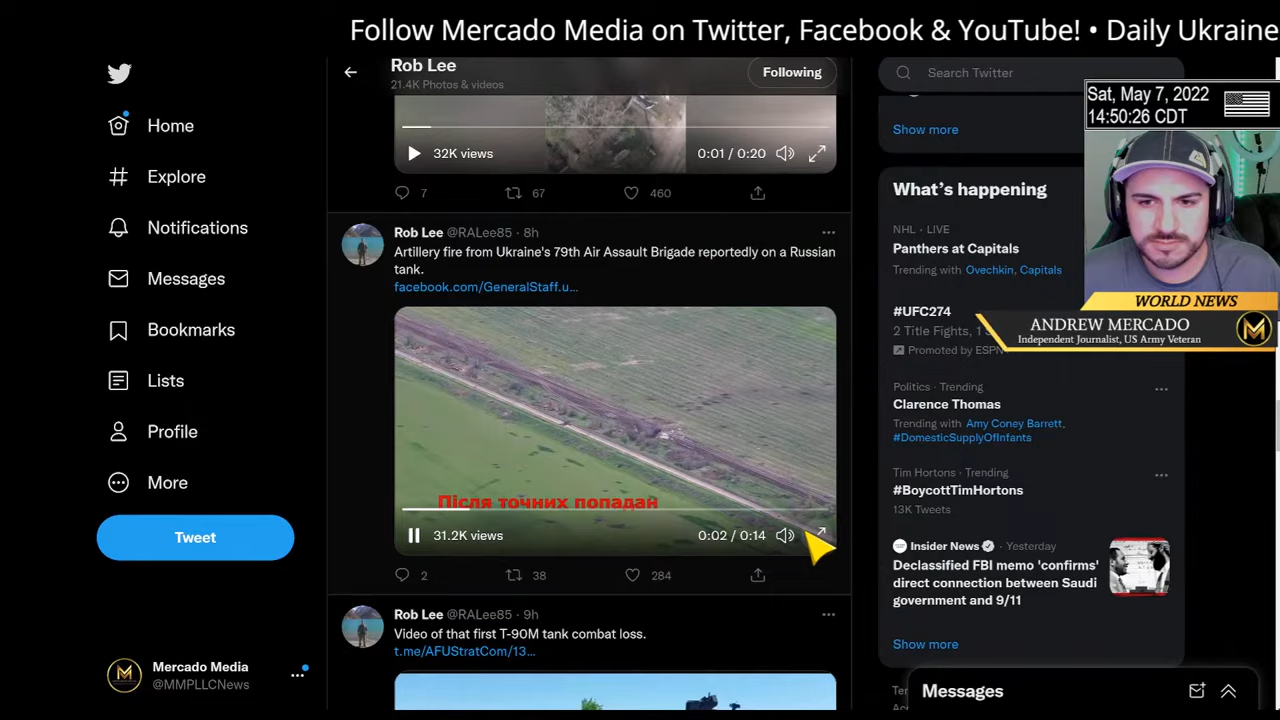 Follow Mercado Media on Twitter, Facebook & YouTube! • Daily Ukraine
Home
Explore
Notifications
Messages
Bookmarks
Lists
Profile
More
Tweet
Mercado Media
@MMPLLCNews
Rob Lee
21.4K Photos & videos
Following
32K views
0:01 / 0:20
7
67
460
Rob Lee @RALee85 · 8h
Artillery fire from Ukraine's 79th Air Assault Brigade reportedly on a Russian
tank.
facebook.com/GeneralStaff.u...
Після точних попадан
31.2K views
0:02 / 0:14
2
38
284
Rob Lee @RALee85 · 9h
Video of that first T-90M tank combat loss.
t.me/AFUStratCom/13...
Search Twitter
Show more
What's happening
NHL · LIVE
Panthers at Capitals
Trending with Ovechkin, Capitals
#UFC274
2 Title Fights, 1
Promoted by ESPN
Politics · Trending
Clarence Thomas
Trending with Amy Coney Barrett,
#DomesticSupplyOfInfants
Tim Hortons · Trending
#BoycottTimHortons
13K Tweets
Insider News · Yesterday
Declassified FBI memo 'confirms'
direct connection between Saudi
government and 9/11
Show more
Messages
Sat, May 7, 2022
14:50:26 CDT
WORLD NEWS
ANDREW MERCADO
Independent Journalist, US Army Veteran